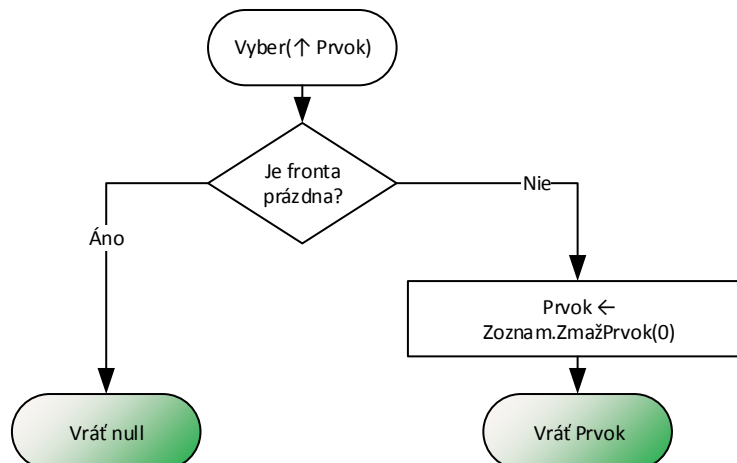 Vyber(↑ Prvok)
Je fronta
prázdna?
Áno
Nie
Prvok ←
Zoznam.ZmažPrvok(0)
Vráť null
Vráť Prvok